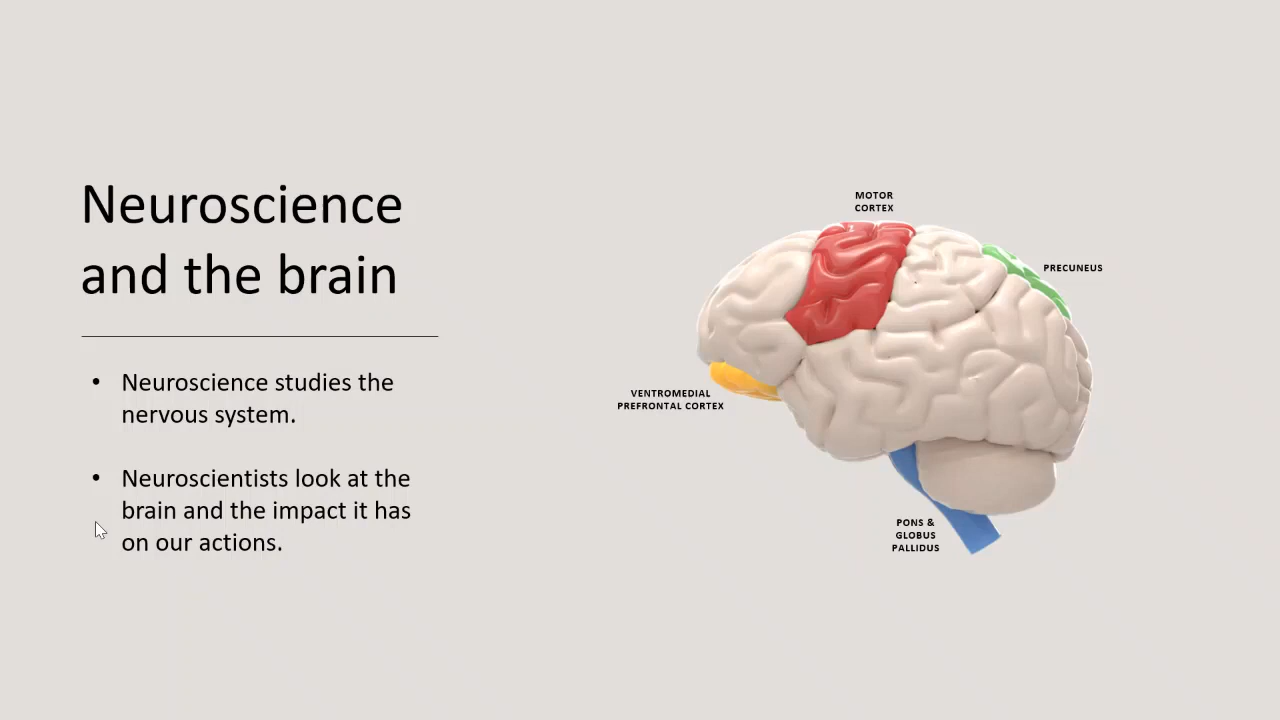 Neuroscience
and the brain
• Neuroscience studies the
nervous system.
• Neuroscientists look at the
brain and the impact it has
on our actions.
MOTOR
CORTEX
PRECUNEUS
VENTROMEDIAL
PREFRONTAL CORTEX
PONS &
GLOBUS
PALLIDUS